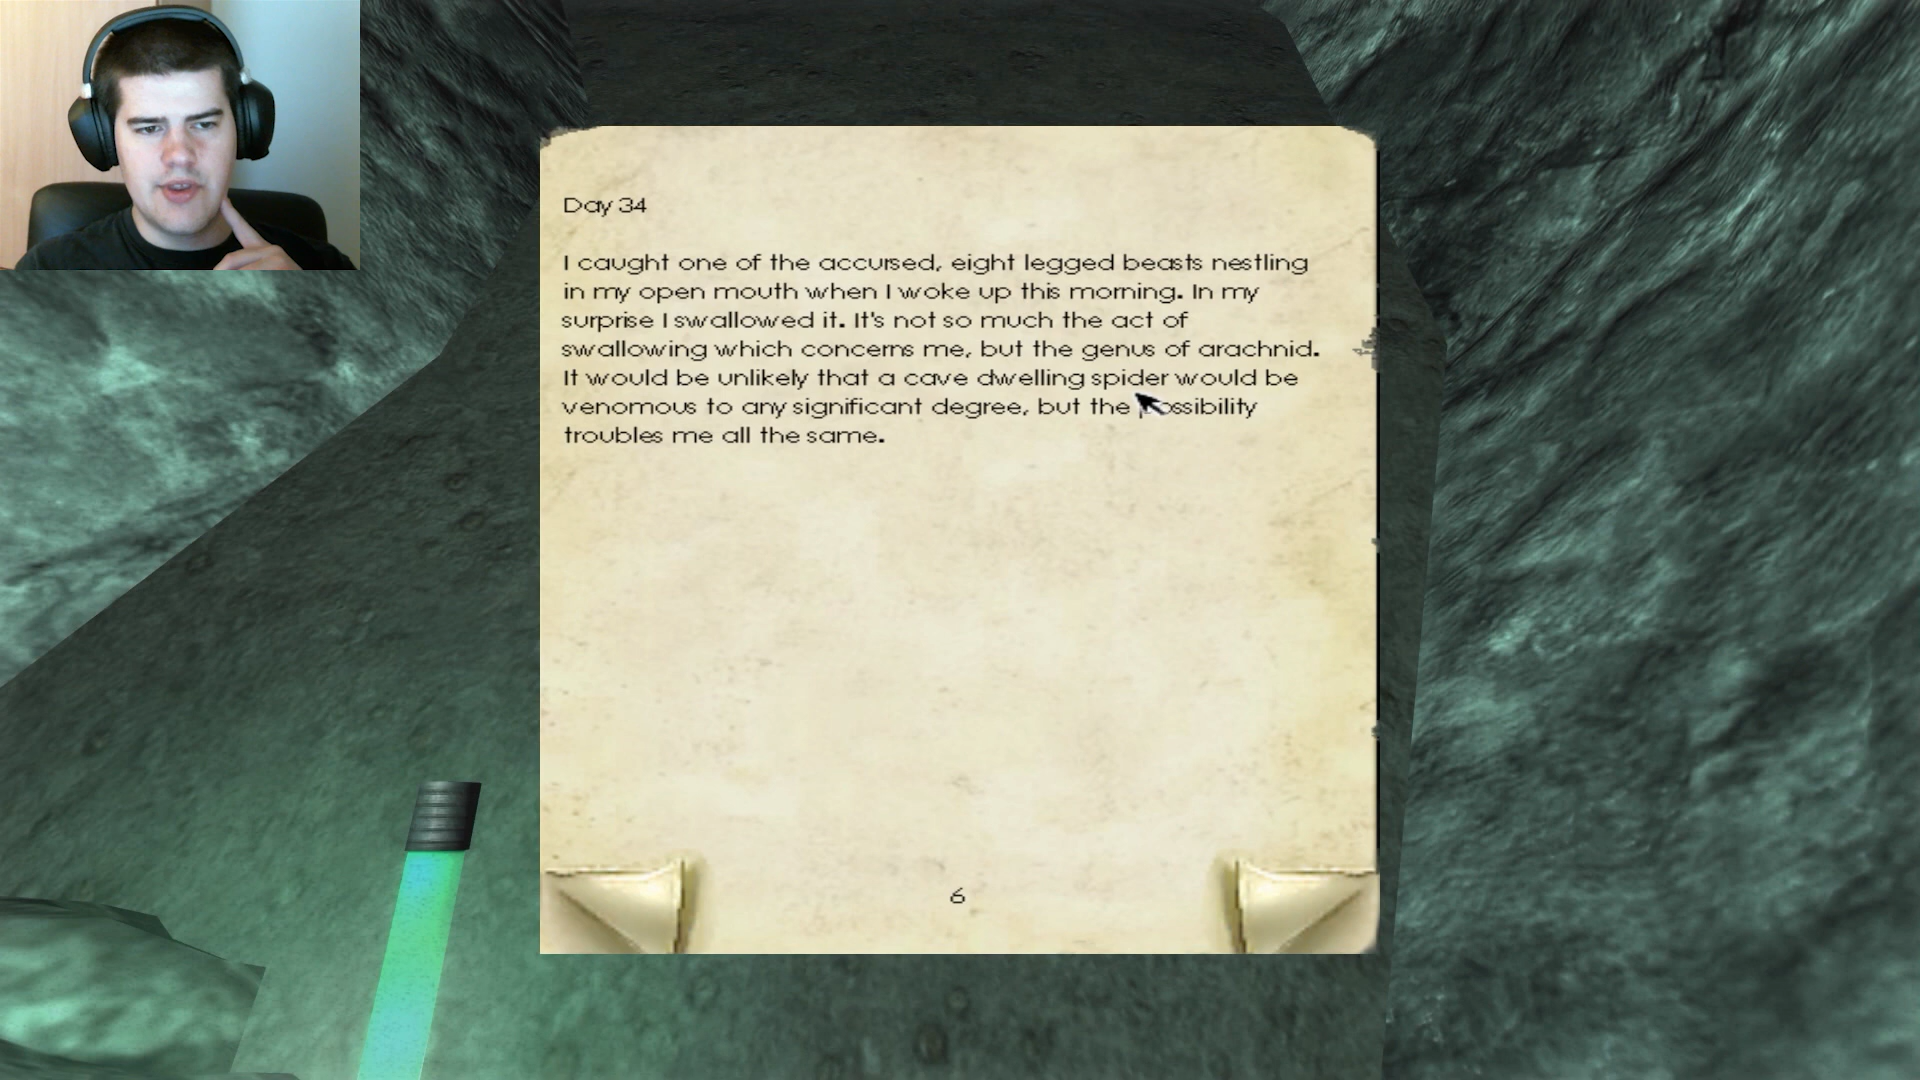 Day 34
I caught one of the accursed, eight legged beasts nestling
in my open mouth when I woke up this morning. In my
surprise I swallowed it. It's not so much the act of
swallowing which concerns me, but the genus of arachnid.
It would be unlikely that a cave dwelling spider would be
venomous to any significant degree, but the possibility
troubles me all the same.
6